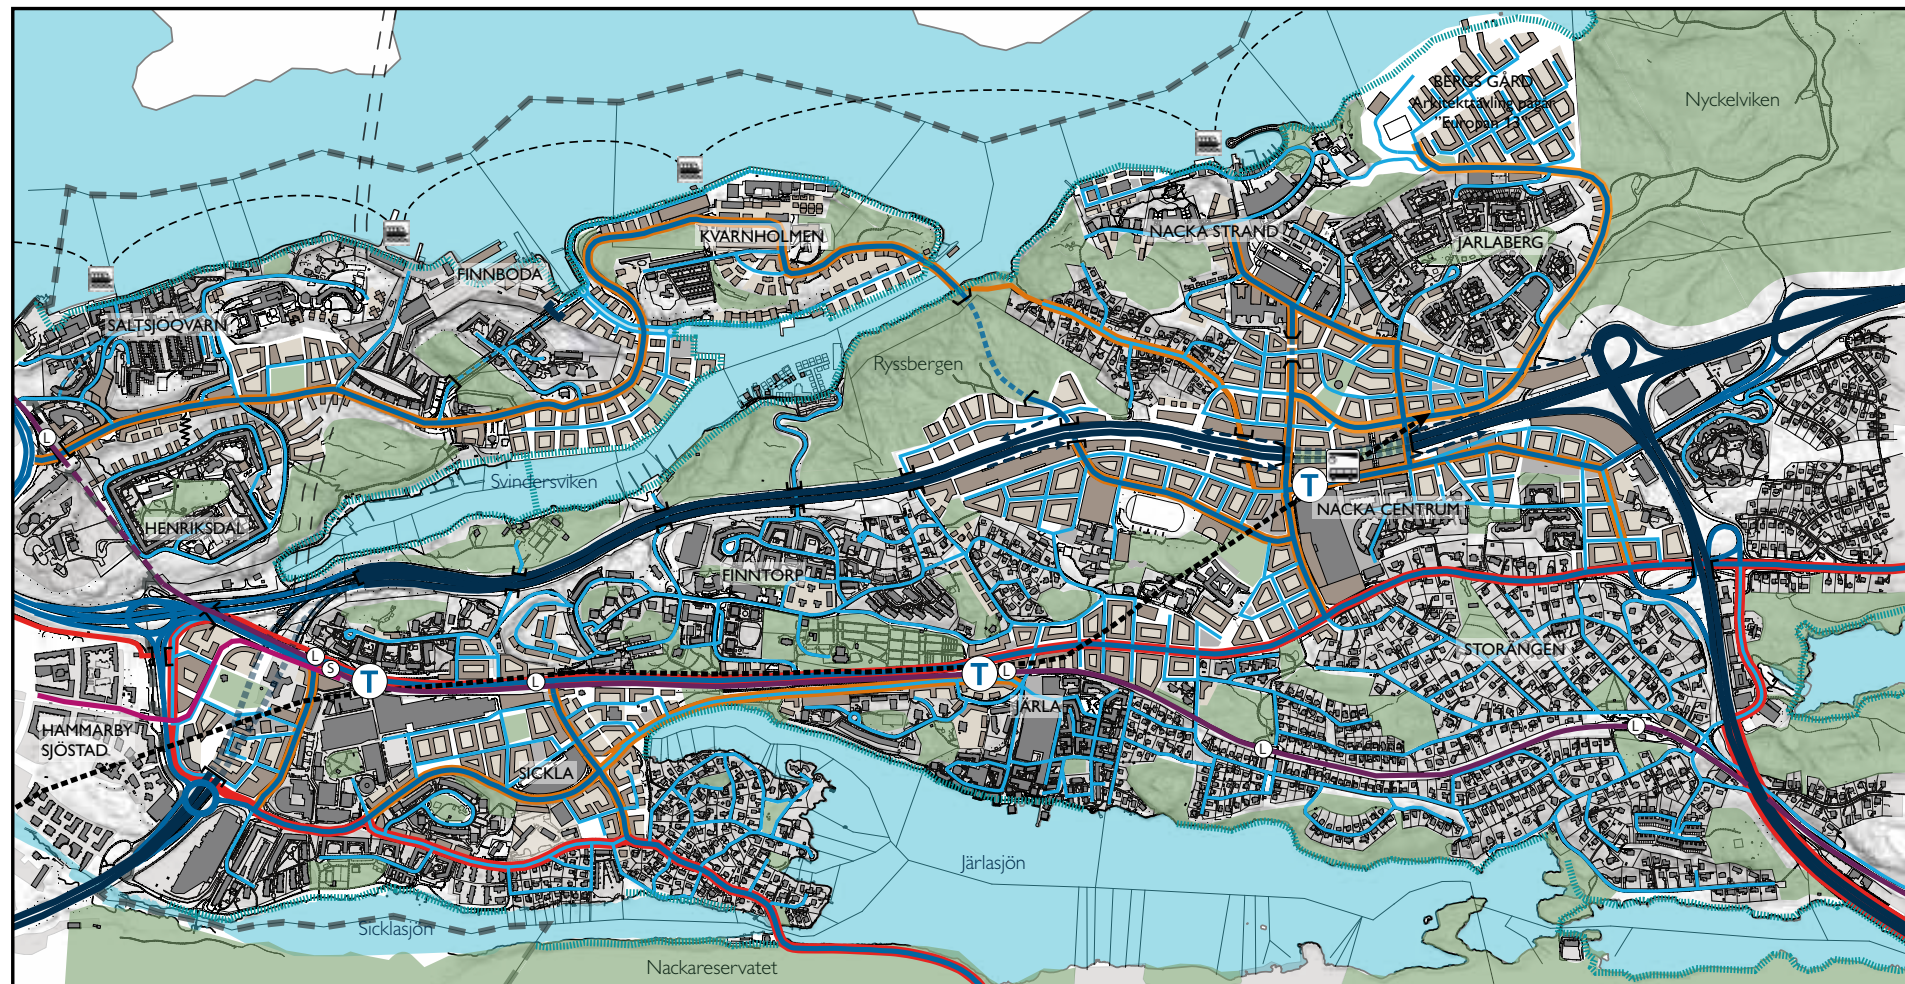 BERGS GÅRD
Arkitekttävling pågår
"Europan 13"
Nyckelviken
KVARNHOLMEN
NACKA STRAND
JARLABERG
FINNBODA
SALTSJÖQVARN
Ryssbergen
Svindersviken
HENRIKSDAL
T
NACKA CENTRUM
FINNTORP
L
L
S
T
L
T
L
STORÄNGEN
JÄRLA
HAMMARBY
SJÖSTAD
SICKLA
L
L
Järlasjön
Sicklasjön
Nackareservatet